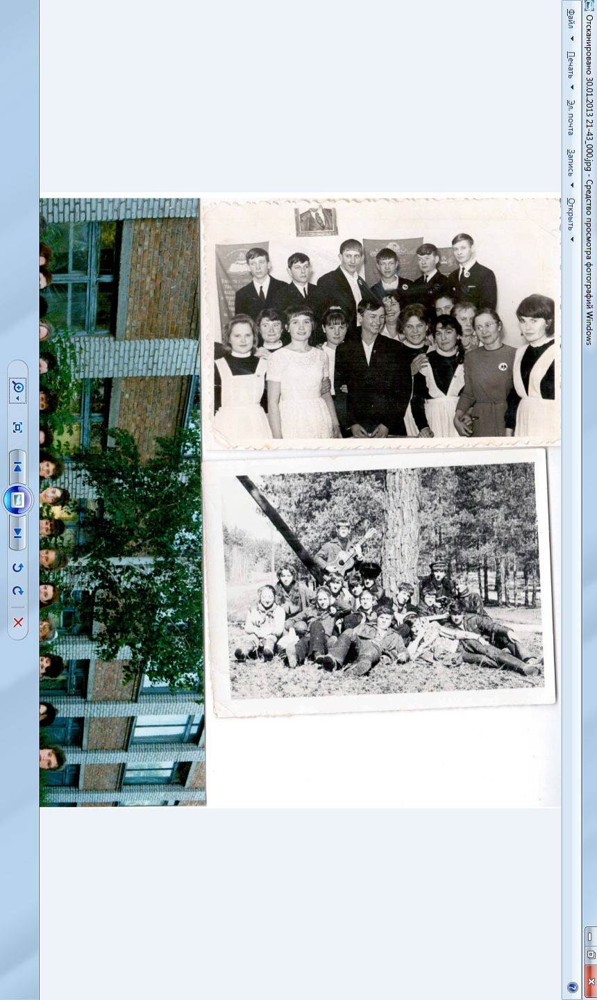 Отсканировано 30.01.2013 21-43_000.jpg - Средство просмотра фотографий Windows
Файл Печать Эл. почта Запись Открыть